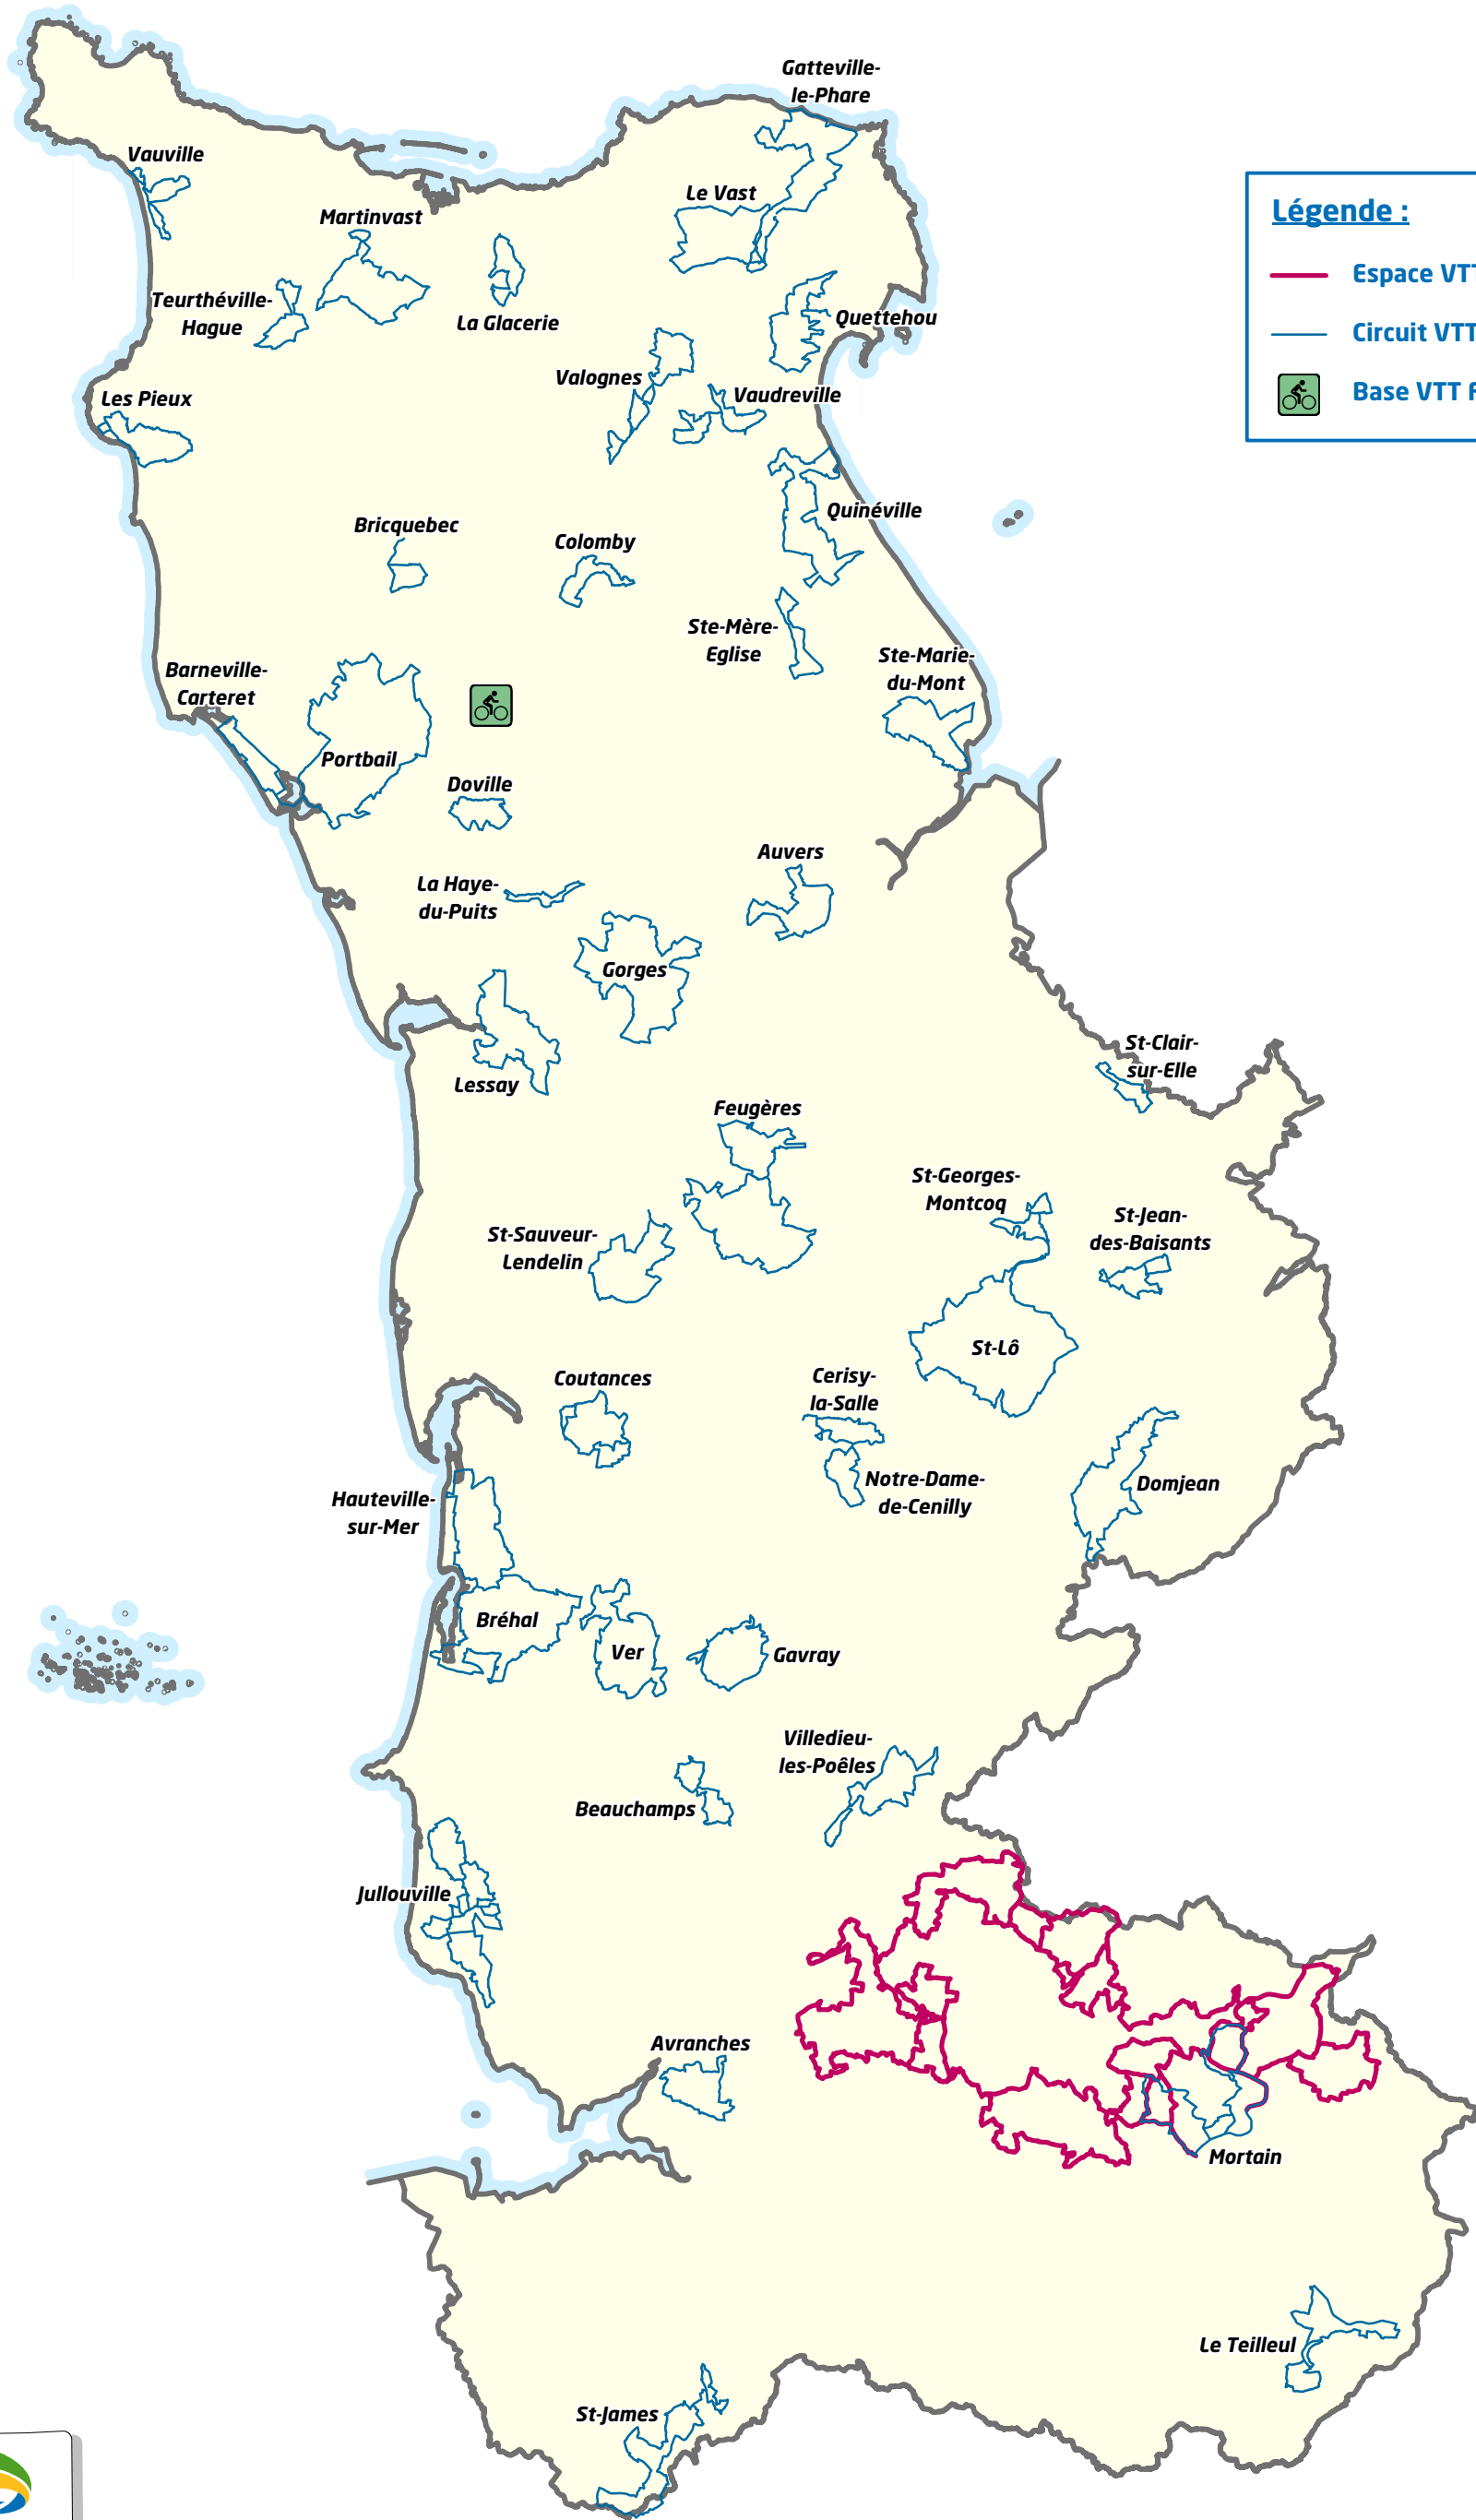 Gatteville-
le-Phare
Vauville
Le Vast
Martinvast
Légende :
Espace VTT
Teurthéville-
Hague
La Glacerie
Quettehou
Circuit VTT
Valognes
Vaudreville
Les Pieux
Base VTT
Quinéville
Bricquebec
Colomby
Ste-Mère-
Eglise
Ste-Marie-
du-Mont
Barneville-
Carteret
Portbail
Doville
Auvers
La Haye-
du-Puits
Gorges
St-Clair-
sur-Elle
Lessay
Feugères
St-Georges-
Montcoq
St-Jean-
des-Baisants
St-Sauveur-
Lendelin
St-Lô
Coutances
Cerisy-
la-Salle
Notre-Dame-
de-Cenilly
Domjean
Hauteville-
sur-Mer
Bréhal
Ver
Gavray
Villedieu-
les-Poêles
Beauchamps
Jullouville
Avranches
Mortain
Le Teilleul
St-James